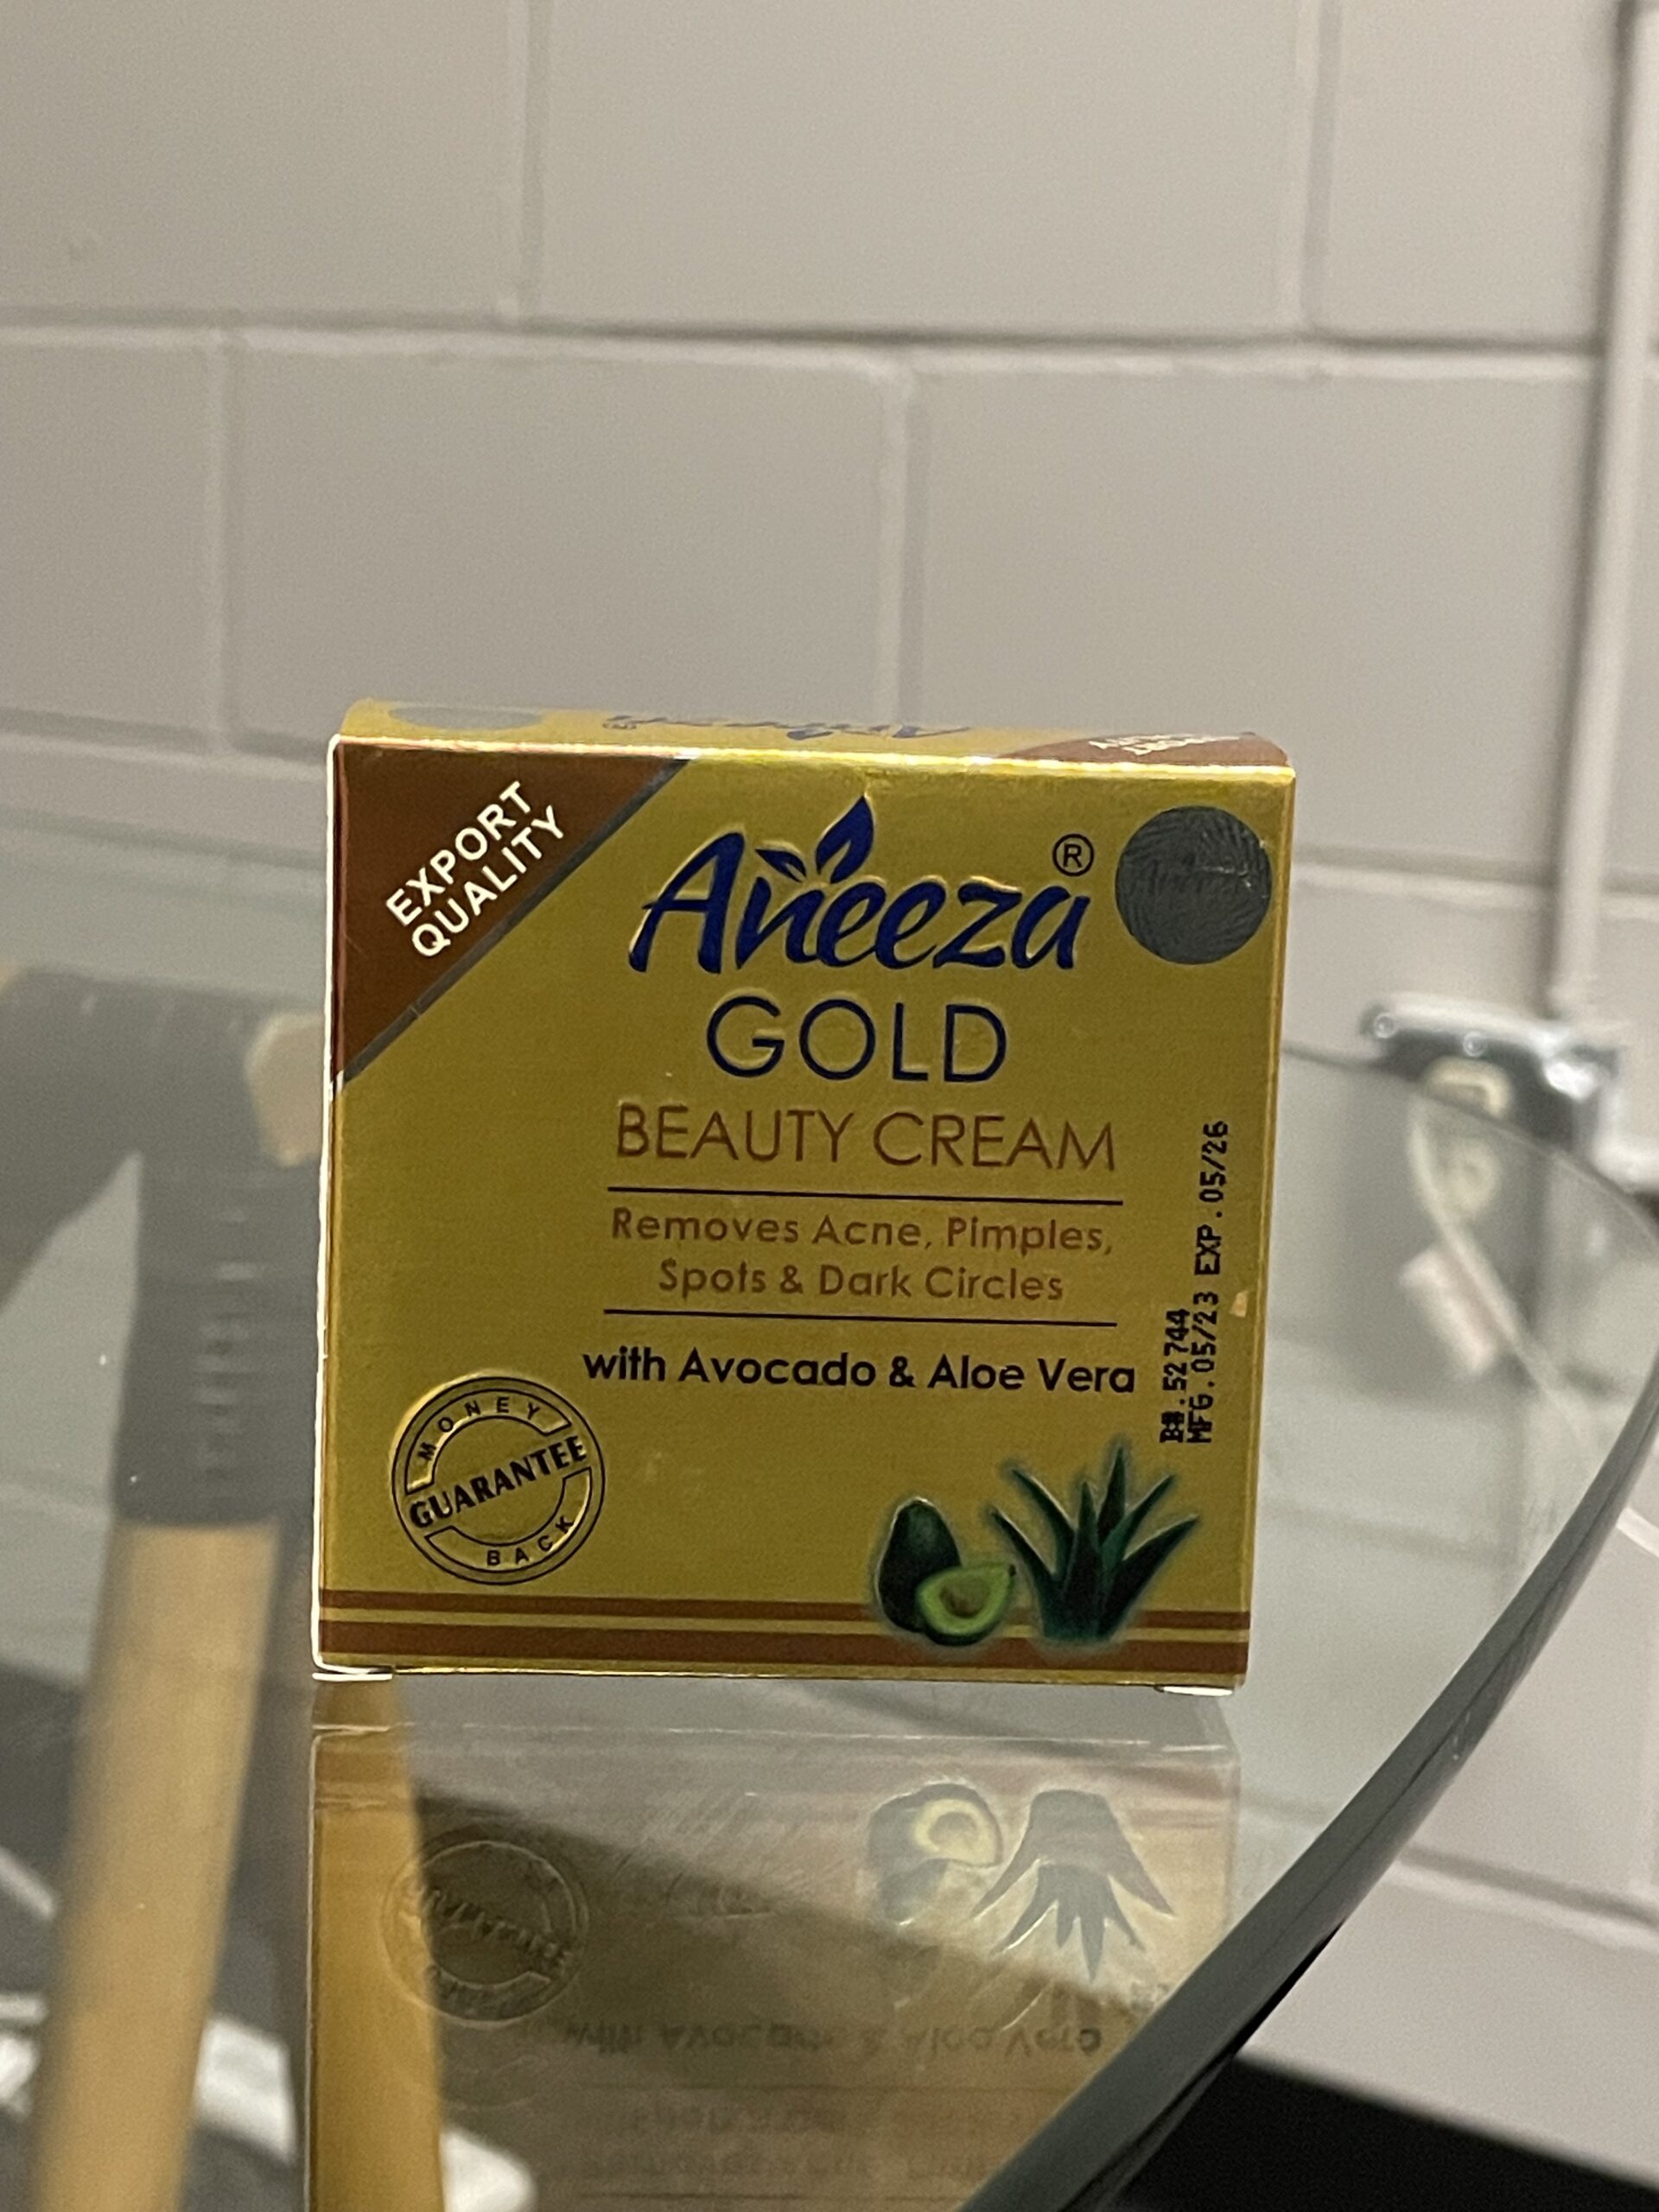 EXPORT
QUALITY
Aneeza®
GOLD
BEAUTY CREAM
Removes Acne, Pimples,
Spots & Dark Circles
with Avocado & Aloe Vera
MONEY
GUARANTEE
BACK
B#.52744
MFG.05/23 EXP.05/26